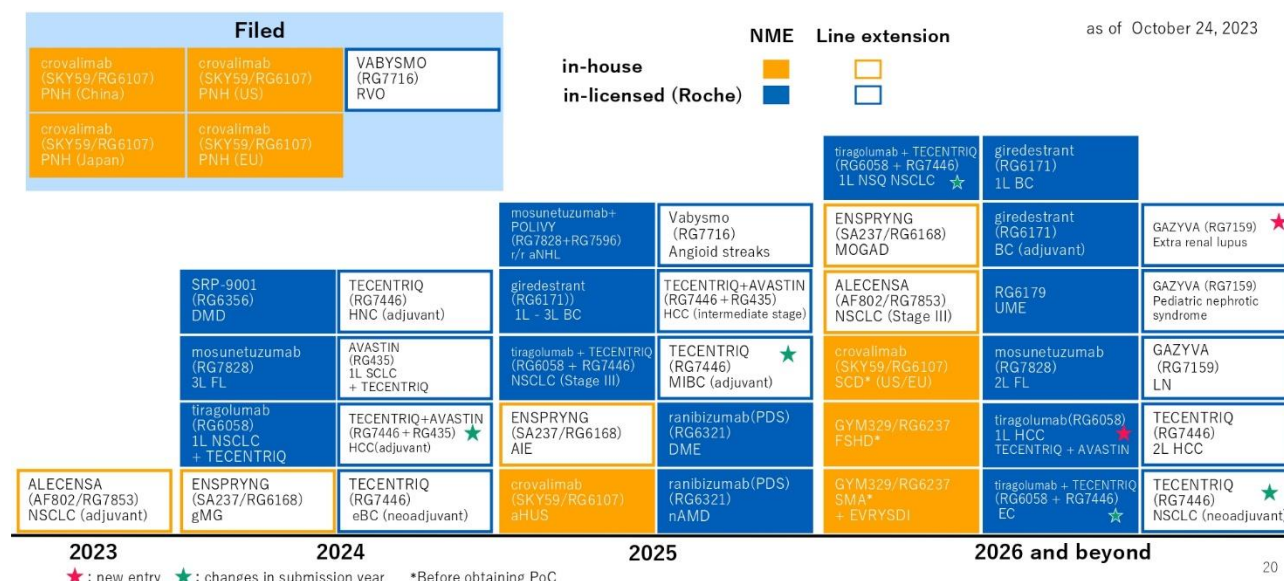 Filed
crovalimab
(SKY59/RG6107)
PNH (China)
crovalimab
(SKY59/RG6107)
PNH (US)
VABYSMO
(RG7716)
RVO
crovalimab
(SKY59/RG6107)
PNH (Japan)
crovalimab
(SKY59/RG6107)
PNH (EU)
NME Line extension
in-house
in-licensed (Roche)
as of October 24, 2023
tiragolumab + TECENTRIQ
(RG6058 + RG7446)
1L NSQ NSCLC
giredestrant
(RG6171)
1L BC
mosunetuzumab+
POLIVY
(RG7828+RG7596)
r/r aNHL
Vabysmo
(RG7716)
Angioid streaks
ENSPRYNG
(SA237/RG6168)
MOGAD
giredestrant
(RG6171)
BC (adjuvant)
GAZYVA (RG7159)
Extra renal lupus
SRP-9001
(RG6356)
DMD
TECENTRIQ
(RG7446)
HNC (adjuvant)
giredestrant
(RG6171))
1L - 3L BC
TECENTRIQ+AVASTIN
(RG7446 + RG435)
HCC (intermediate stage)
ALECENSA
(AF802/RG7853)
NSCLC (Stage III)
RG6179
UME
GAZYVA (RG7159)
Pediatric nephrotic
syndrome
mosunetuzumab
(RG7828)
3L FL
AVASTIN
(RG435)
1L SCLC
+ TECENTRIQ
tiragolumab + TECENTRIQ
(RG6058 + RG7446)
NSCLC (Stage III)
TECENTRIQ
(RG7446)
MIBC (adjuvant)
crovalimab
(SKY59/RG6107)
SCD* (US/EU)
mosunetuzumab
(RG7828)
2L FL
GAZYVA
(RG7159)
LN
tiragolumab
(RG6058)
1L NSCLC
+ TECENTRIQ
TECENTRIQ+AVASTIN
(RG7446 + RG435)
HCC(adjuvant)
ENSPRYNG
(SA237/RG6168)
AIE
ranibizumab(PDS)
(RG6321)
DME
GYM329/RG6237
FSHD*
tiragolumab(RG6058)
1L HCC
TECENTRIQ + AVASTIN
TECENTRIQ
(RG7446)
2L HCC
ALECENSA
(AF802/RG7853)
NSCLC (adjuvant)
ENSPRYNG
(SA237/RG6168)
gMG
TECENTRIQ
(RG7446)
eBC (neoadjuvant)
crovalimab
(SKY59/RG6107)
aHUS
ranibizumab(PDS)
(RG6321)
nAMD
GYM329/RG6237
SMA*
+ EVRYSDI
tiragolumab + TECENTRIQ
(RG6058 + RG7446)
EC
TECENTRIQ
(RG7446)
NSCLC (neoadjuvant)
2023 2024 2025 2026 and beyond
★: new entry ★: changes in submission year *Before obtaining PoC
20